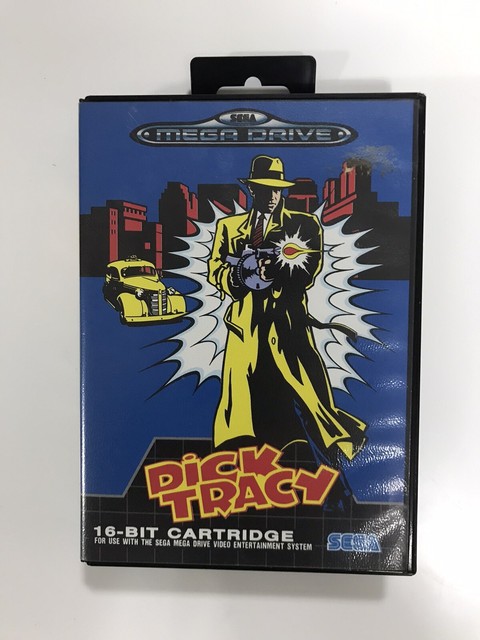 SEGA
MEGA DRIVE
DICK
TRACY
16-BIT CARTRIDGE
FOR USE WITH THE SEGA MEGA DRIVE VIDEO ENTERTAINMENT SYSTEM
SEGA